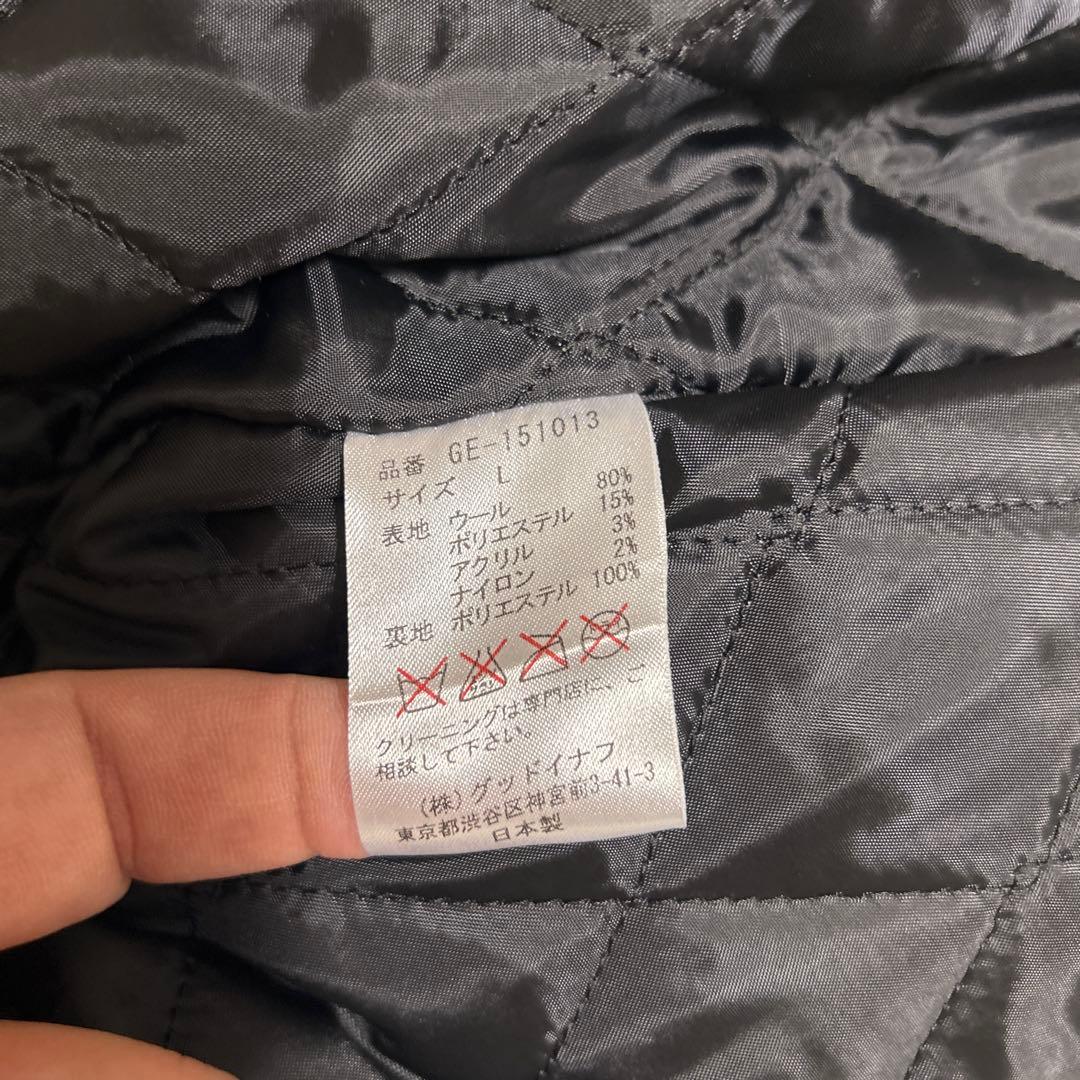 品番 GE-151013
サイズ L
表地 ウール 80%
ポリエステル 15%
アクリル 3%
ナイロン 2%
裏地 ポリエステル 100%
クリーニングは専門店に、ご
相談して下さい。
(株)グッドイナフ
東京都渋谷区神宮前3-41-3
日本製